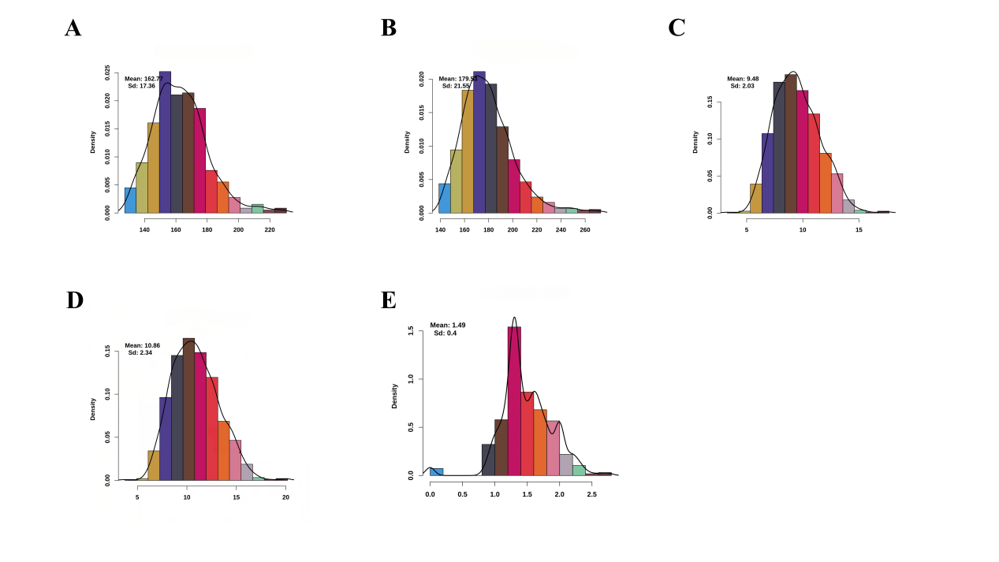 A
Mean: 162.77
Sd: 17.36
Density
0.000 0.005 0.010 0.015 0.020 0.025
140 160 180 200 220
B
Mean: 179.53
Sd: 21.55
Density
0.000 0.005 0.010 0.015 0.020
140 160 180 200 220 240 260
C
Mean: 9.48
Sd: 2.03
Density
0.00 0.05 0.10 0.15
5 10 15
D
Mean: 10.86
Sd: 2.34
Density
0.00 0.05 0.10 0.15
5 10 15 20
E
Mean: 1.49
Sd: 0.4
Density
0.0 0.5 1.0 1.5
0.0 0.5 1.0 1.5 2.0 2.5